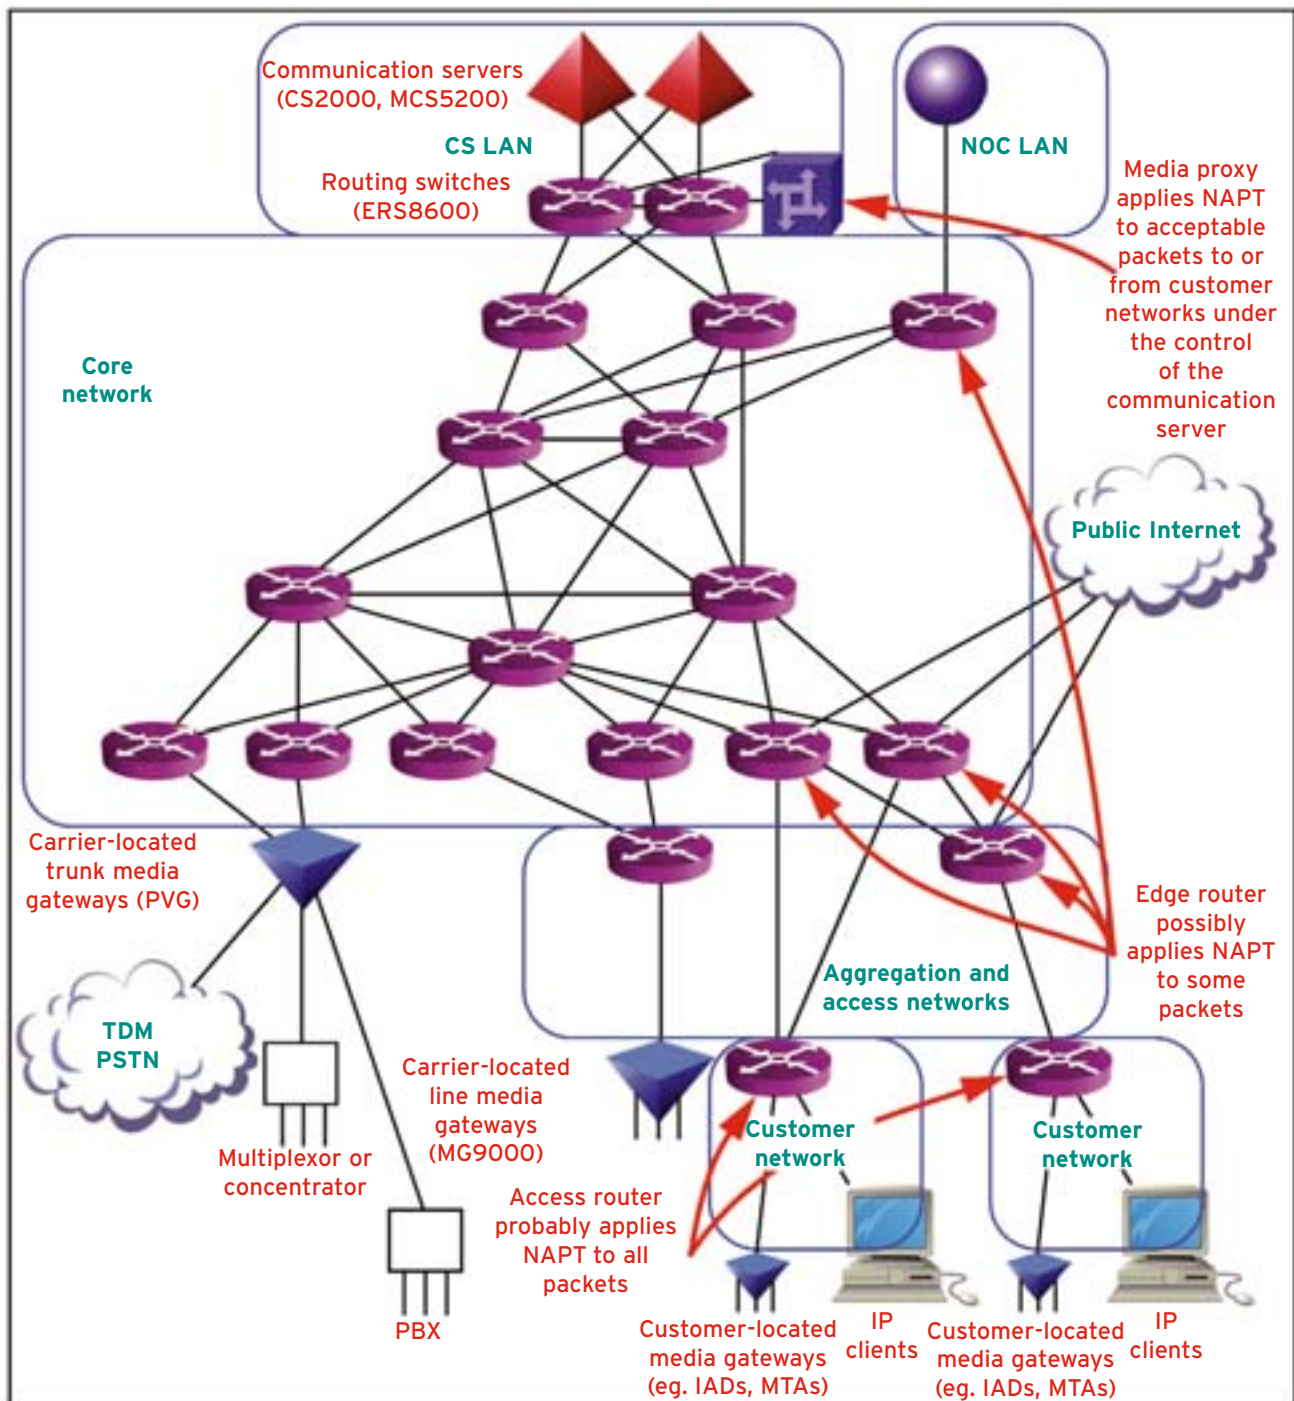 Communication servers
(CS2000, MCS5200)
CS LAN
Routing switches
(ERS8600)
NOC LAN
Media proxy
applies NAPT
to acceptable
packets to or
from customer
networks under
the control
of the
communication
server
Core
network
Public Internet
Carrier-located
trunk media
gateways (PVG)
Edge router
possibly
applies NAPT
to some
packets
Aggregation and
access networks
TDM
PSTN
Carrier-located
line media
gateways
(MG9000)
Multiplexor or
concentrator
Customer
network
Customer
network
Access router
probably applies
NAPT to all
packets
PBX
Customer-located
media gateways
(eg. IADs, MTAs)
IP
clients
Customer-located
media gateways
(eg. IADs, MTAs)
IP
clients